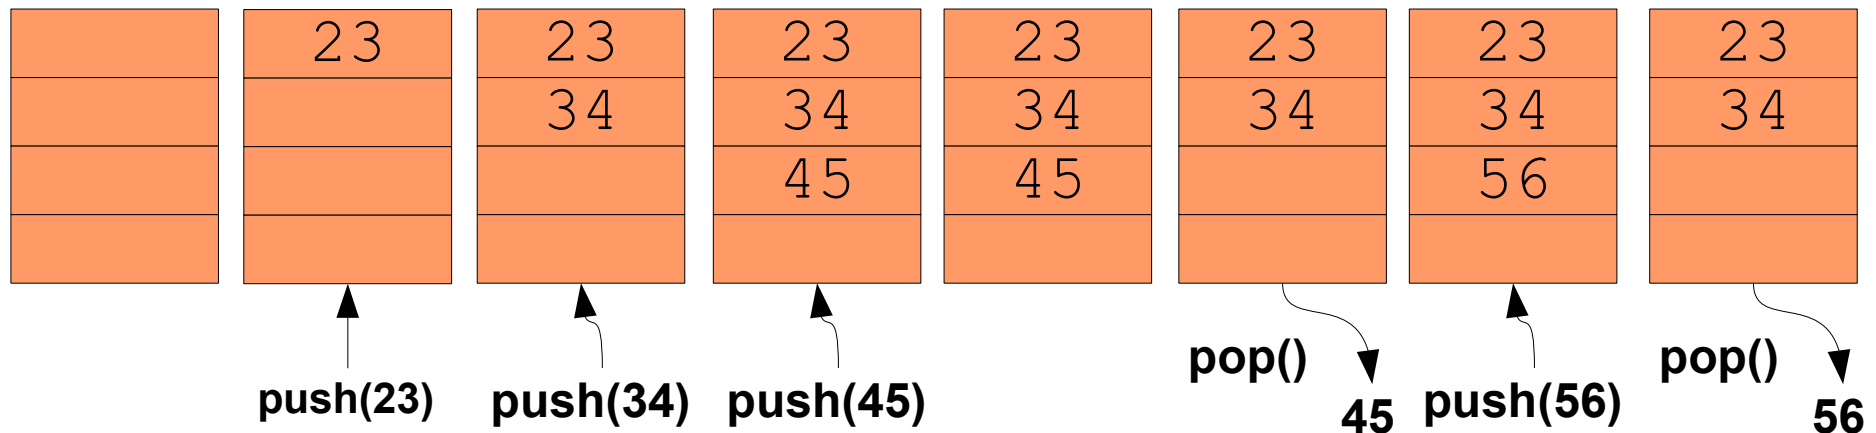 23 23 23 23 23 23 23
34 34 34 34 34 34
45 45 56
pop() pop()
push(23) push(34) push(45) 45 push(56) 56